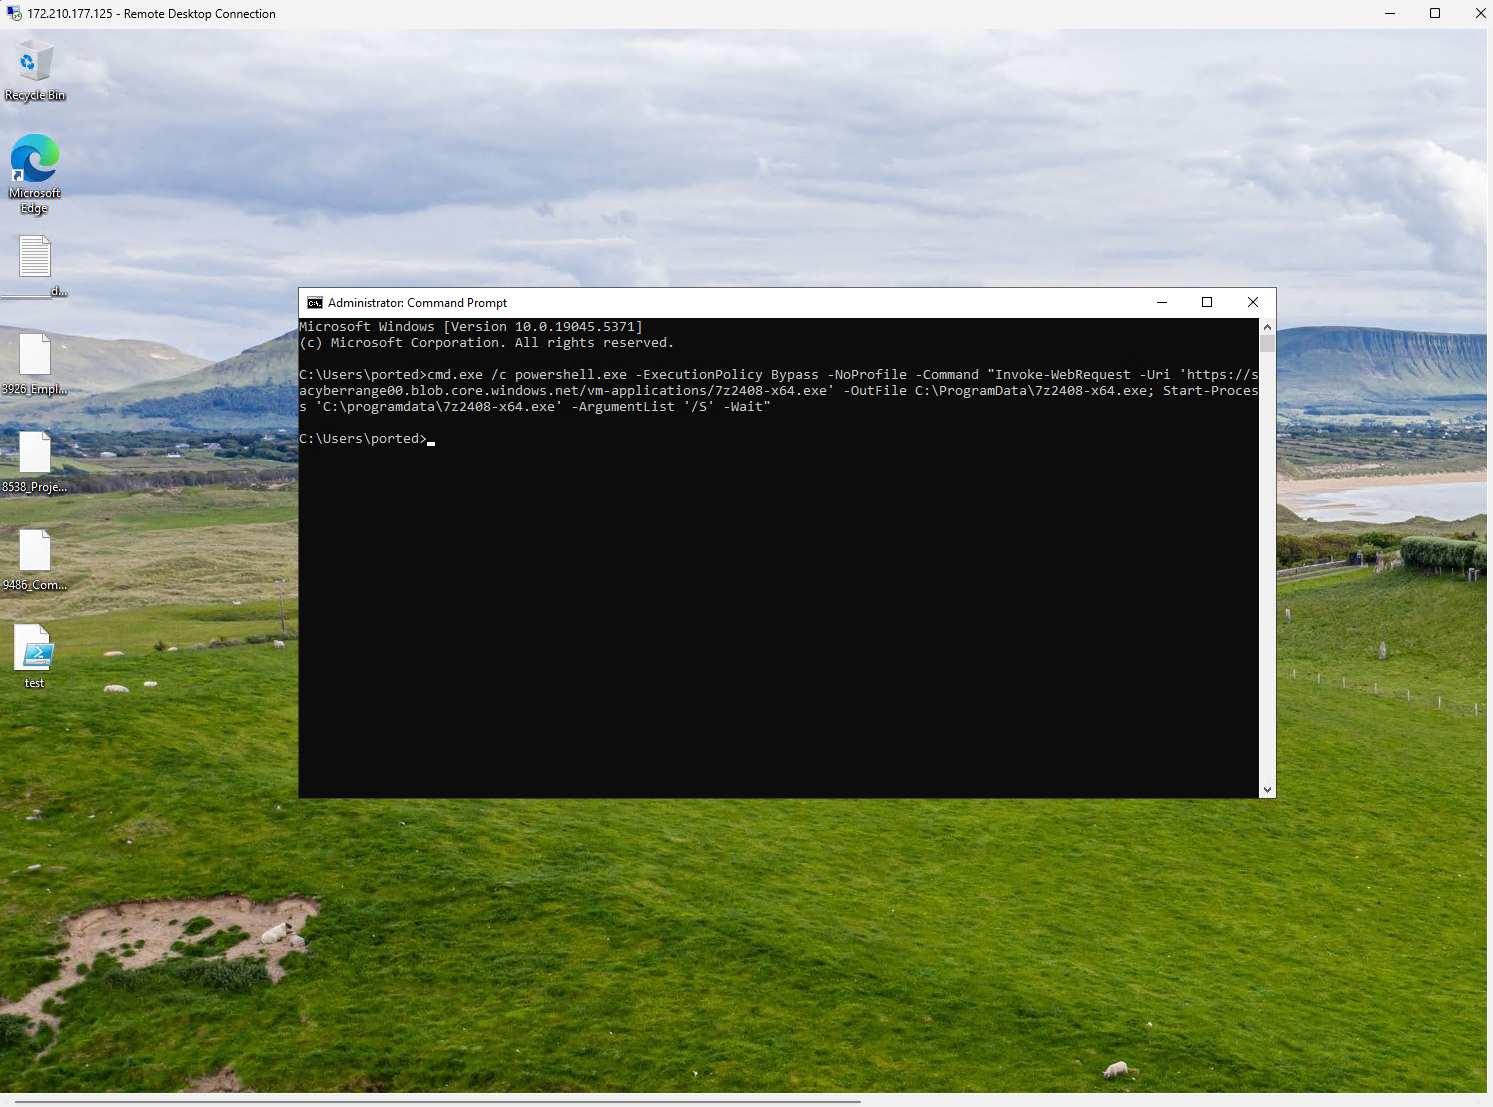 172.210.177.125 - Remote Desktop Connection
Recycle Bin
Microsoft
Edge
d...
3926_Empl...
8538_Proje...
9486_Com...
test
Administrator: Command Prompt
Microsoft Windows [Version 10.0.19045.5371]
(c) Microsoft Corporation. All rights reserved.
C:\Users\ported>cmd.exe /c powershell.exe -ExecutionPolicy Bypass -NoProfile -Command "Invoke-WebRequest -Uri 'https://s
acyberrange00.blob.core.windows.net/vm-applications/7z2408-x64.exe' -OutFile C:\ProgramData\7z2408-x64.exe; Start-Proces
s 'C:\programdata\7z2408-x64.exe' -ArgumentList '/S' -Wait"
C:\Users\ported>